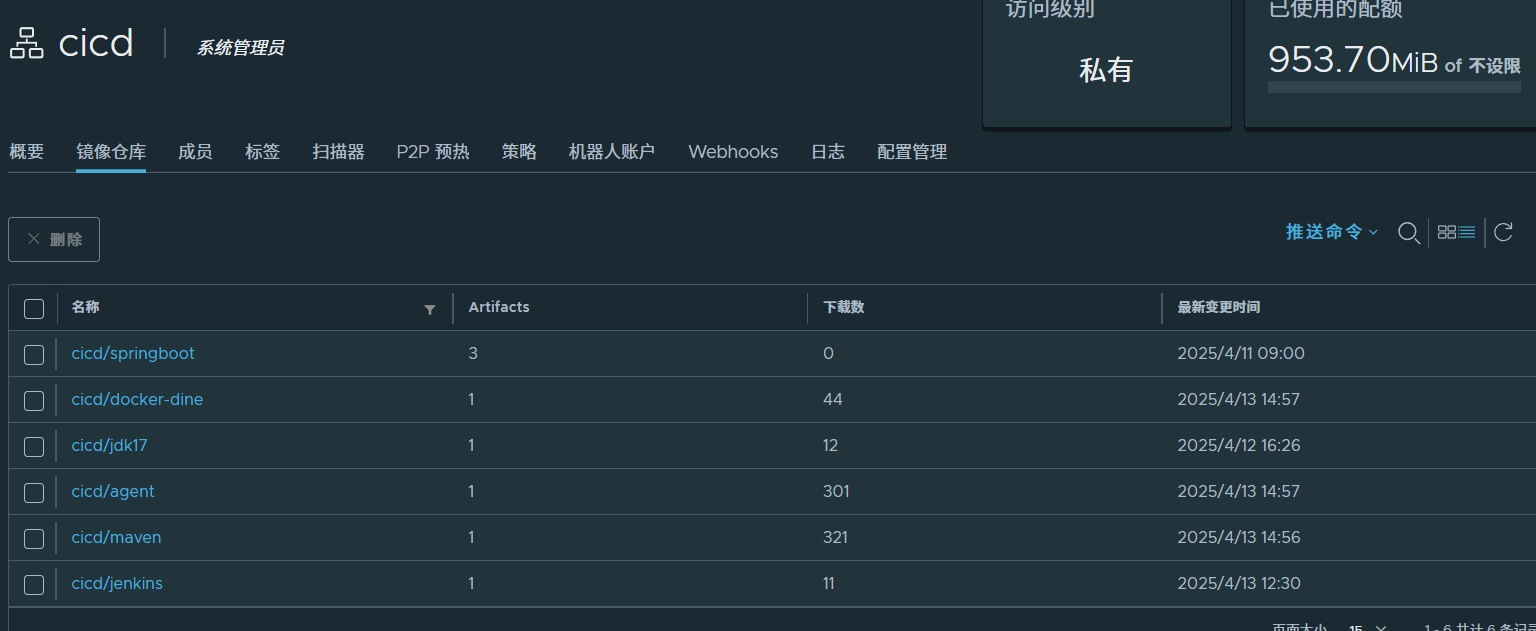 访问级别
已使用的配额
cicd
系统管理员
私有
953.70MiB of 不设限
概要 镜像仓库 成员 标签 扫描器 P2P 预热 策略 机器人账户 Webhooks 日志 配置管理
删除
推送命令
名称 Artifacts 下载数 最新变更时间
cicd/springboot 3 0 2025/4/11 09:00
cicd/docker-dine 1 44 2025/4/13 14:57
cicd/jdk17 1 12 2025/4/12 16:26
cicd/agent 1 301 2025/4/13 14:57
cicd/maven 1 321 2025/4/13 14:56
cicd/jenkins 1 11 2025/4/13 12:30
页面大小 15 1 - 6 共计 6 条记录